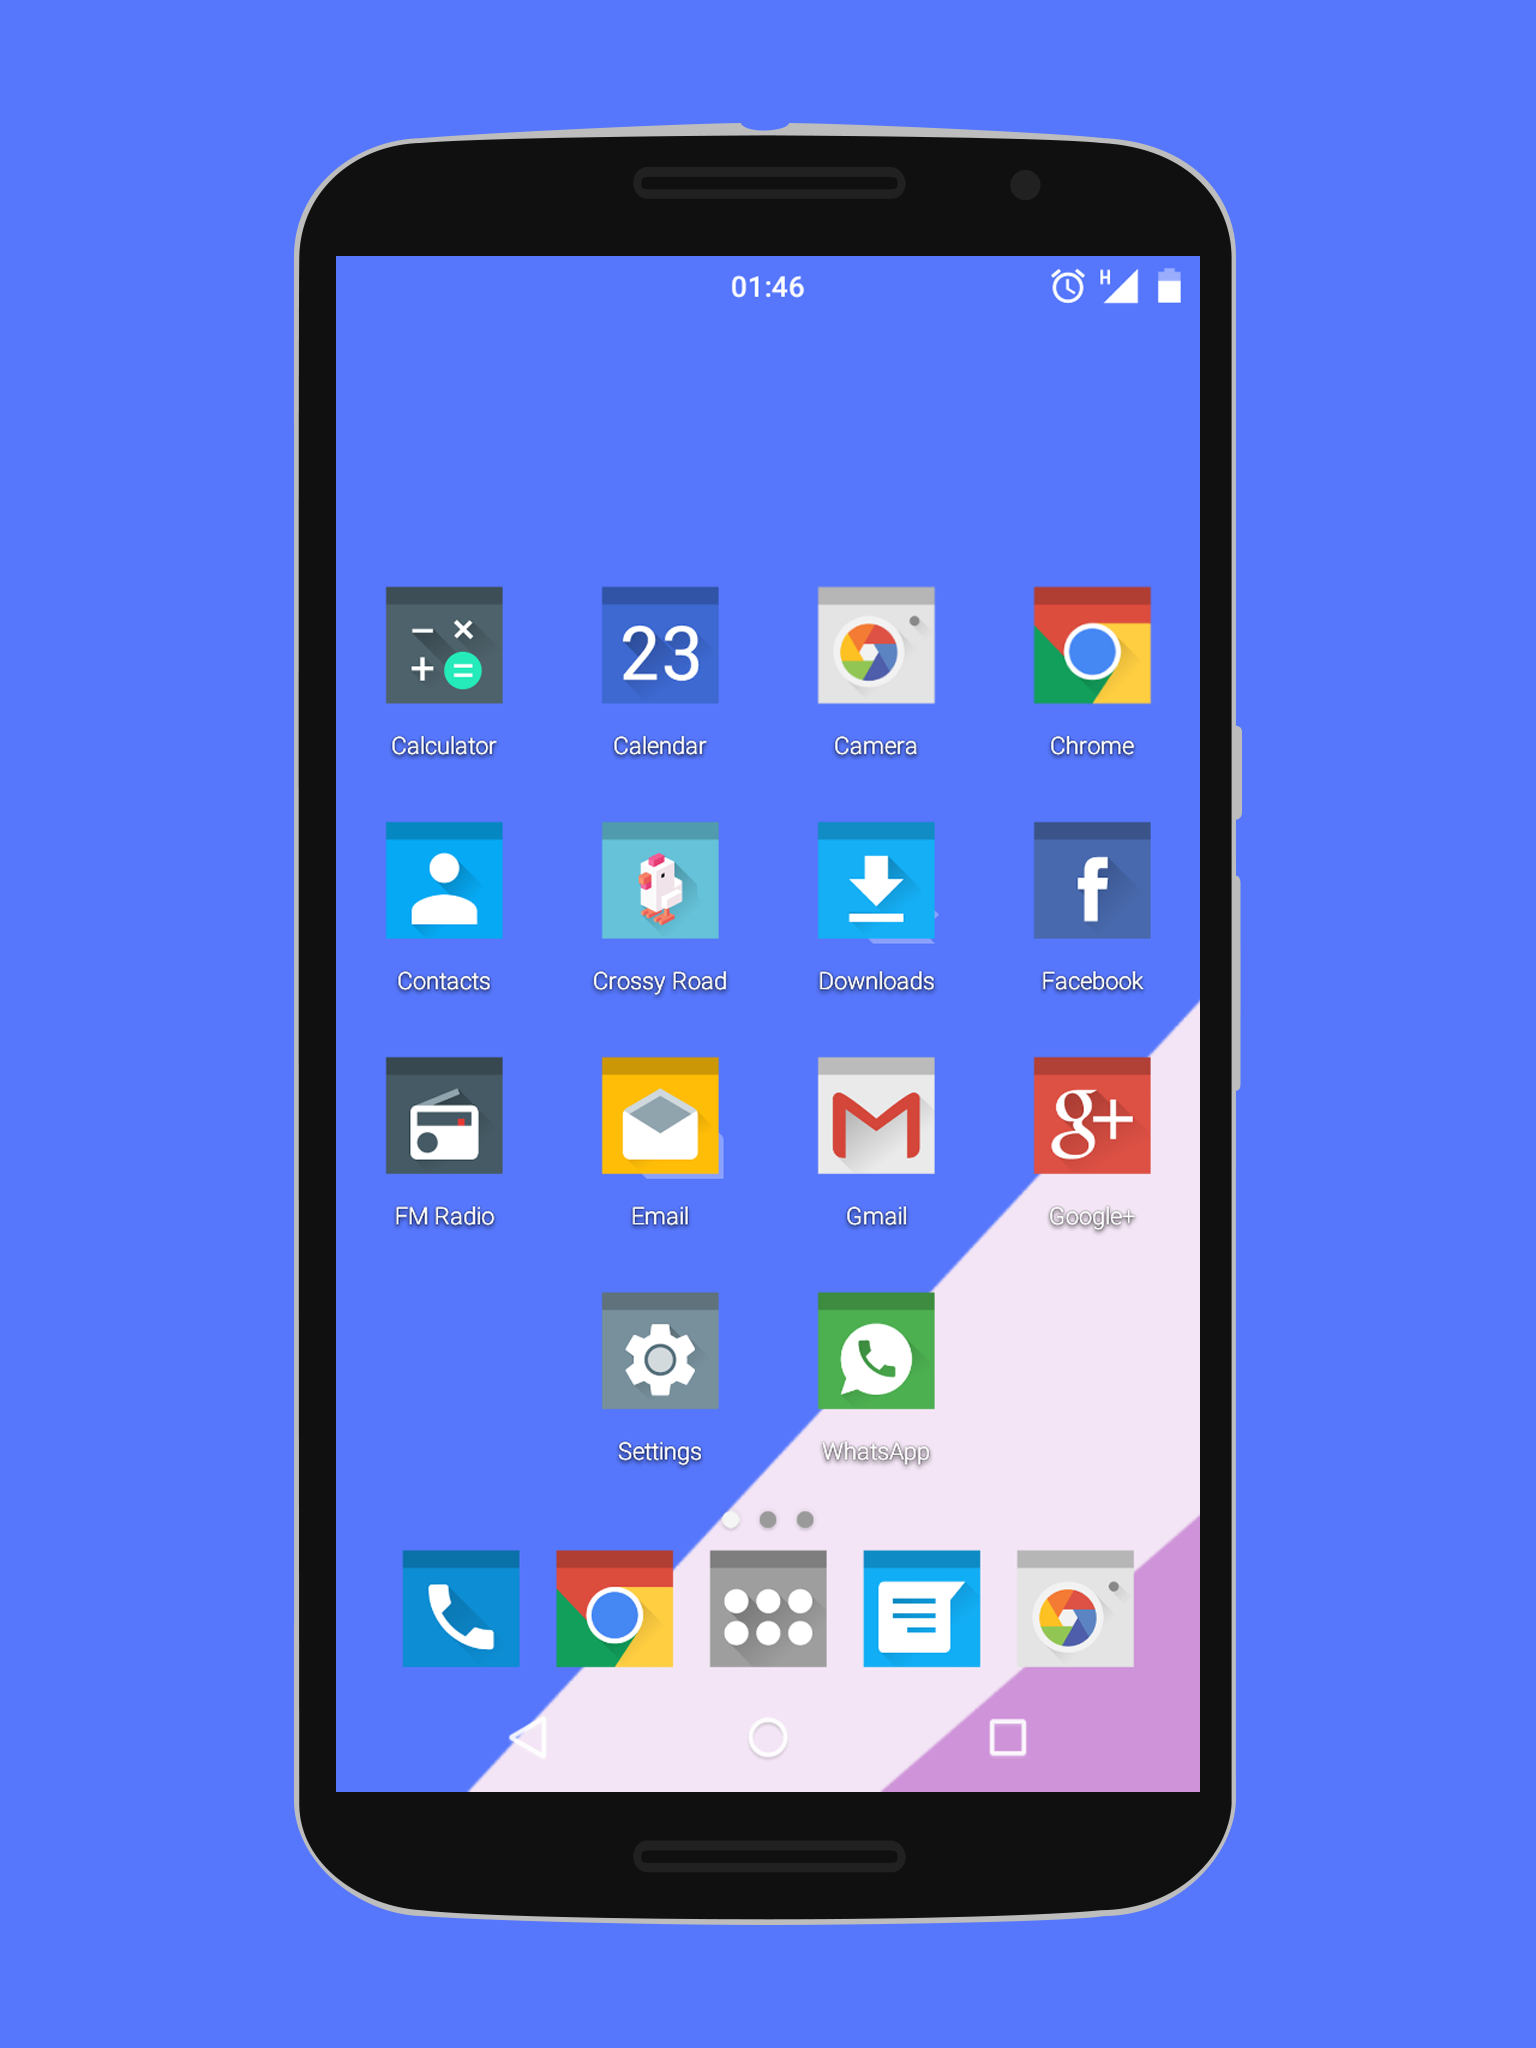 01:46
H
23
Calculator
Calendar
Camera
Chrome
f
Contacts
Crossy Road
Downloads
Facebook
g+
FM Radio
Email
Gmail
Google+
Settings
WhatsApp